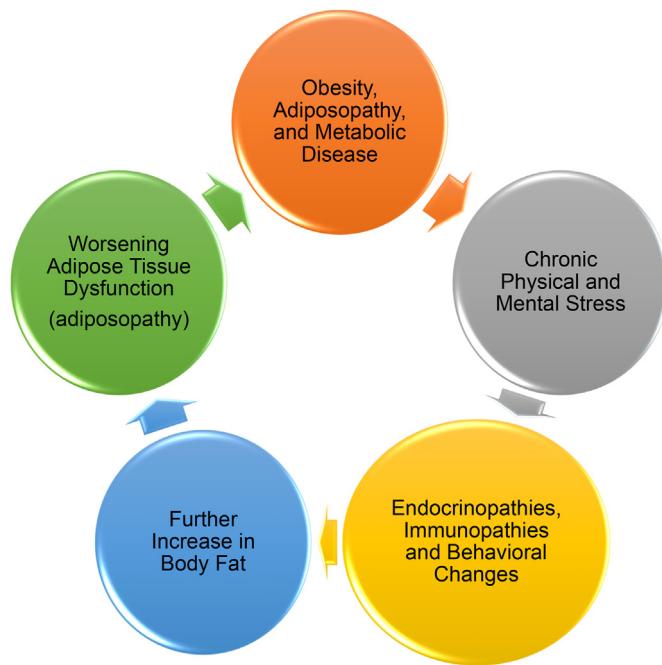 Obesity,
Adiposopathy,
and Metabolic
Disease
Chronic
Physical and
Mental Stress
Endocrinopathies,
Immunopathies
and Behavioral
Changes
Further
Increase in
Body Fat
Worsening
Adipose Tissue
Dysfunction
(adiposopathy)